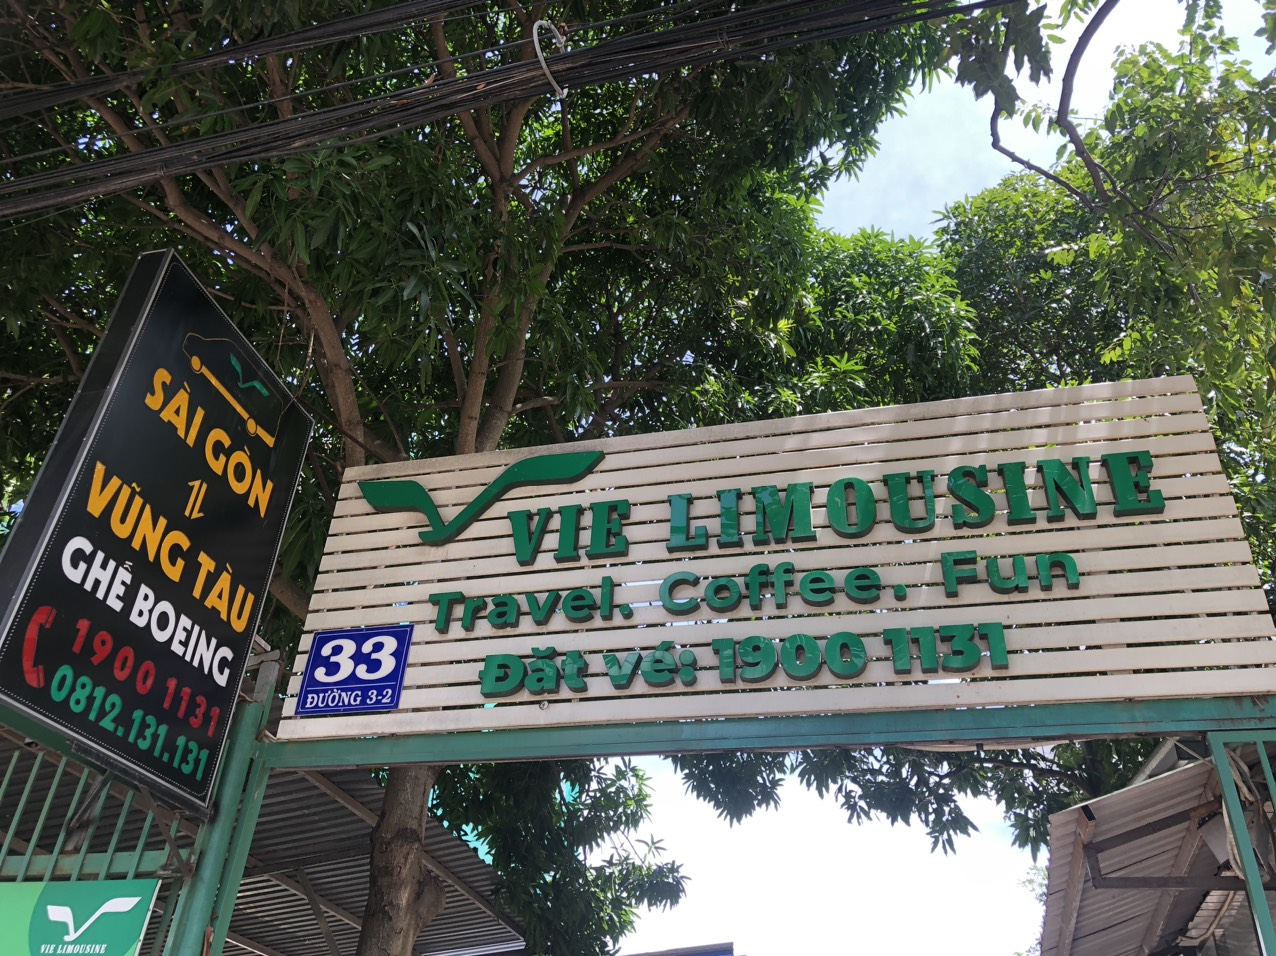 SÀI GÒN
VŨNG TÀU
GHẾ BOEING
1900 1131
0812.131.131
VIE LIMOUSINE
Travel. Coffee. Fun
Đặt vé: 1900 1131
33
ĐƯỜNG 3-2
VIE LIMOUSINE